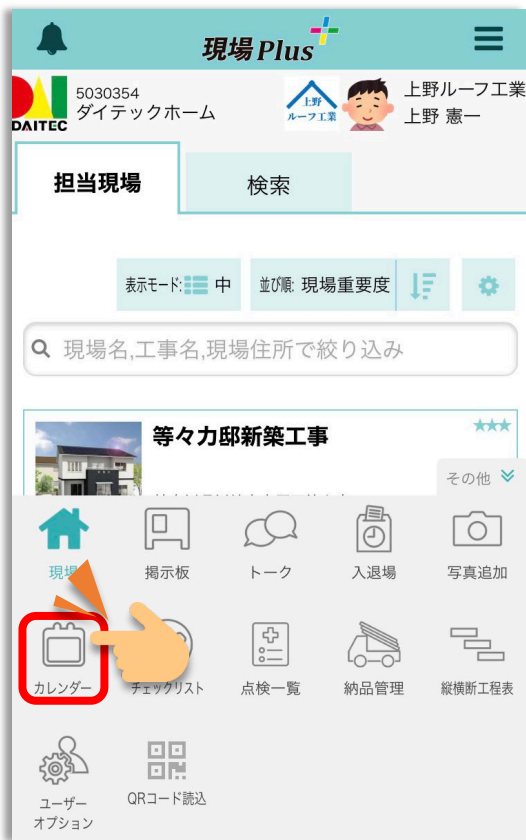 現場Plus
5030354
ダイテックホーム
DAITEC
上野
ルーフ工業
上野ルーフ工業
上野 憲一
担当現場
検索
表示モード: 中
並び順: 現場重要度
現場名,工事名,現場住所で絞り込み
等々力邸新築工事
★★★
その他
現場
掲示板
トーク
入退場
写真追加
カレンダー
チェックリスト
点検一覧
納品管理
縦横断工程表
ユーザー
オプション
QRコード読込